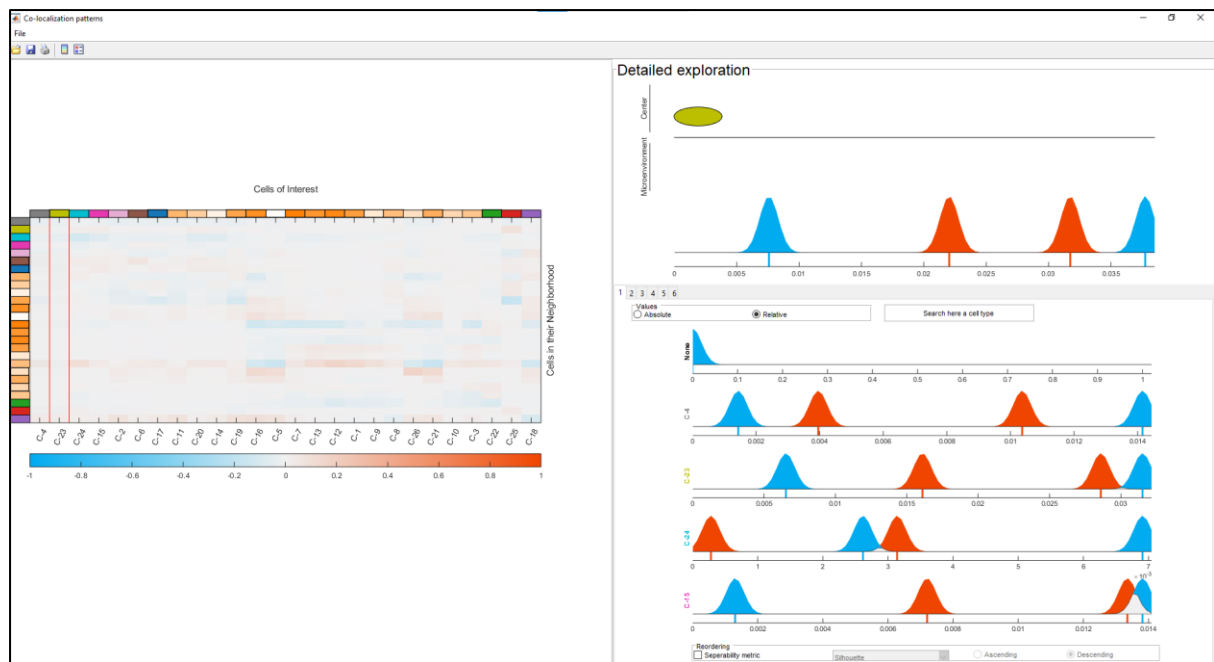 Co-localization patterns
File
Cells of Interest
Cells in their Neighborhood
C-4 C-23 C-24 C-15 C-2 C-6 C-17 C-11 C-20 C-14 C-19 C-16 C-5 C-7 C-13 C-12 C-1 C-9 C-8 C-26 C-21 C-10 C-3 C-22 C-25 C-18
-1 -0.8 -0.6 -0.4 -0.2 0 0.2 0.4 0.6 0.8 1
Detailed exploration
Center
Microenvironment
0 0.005 0.01 0.015 0.02 0.025 0.03 0.035
1 2 3 4 5 6
Values
Absolute Relative Search here a cell type
None
0 0.1 0.2 0.3 0.4 0.5 0.6 0.7 0.8 0.9 1
C-4
0 0.002 0.004 0.006 0.008 0.01 0.012 0.014
C-23
0 0.005 0.01 0.015 0.02 0.025 0.03
C-24
0 1 2 3 4 5 6 7
C-15
0 0.002 0.004 0.006 0.008 0.01 0.012 0.014
Reordering
Seperability metric Silhouette Ascending Descending